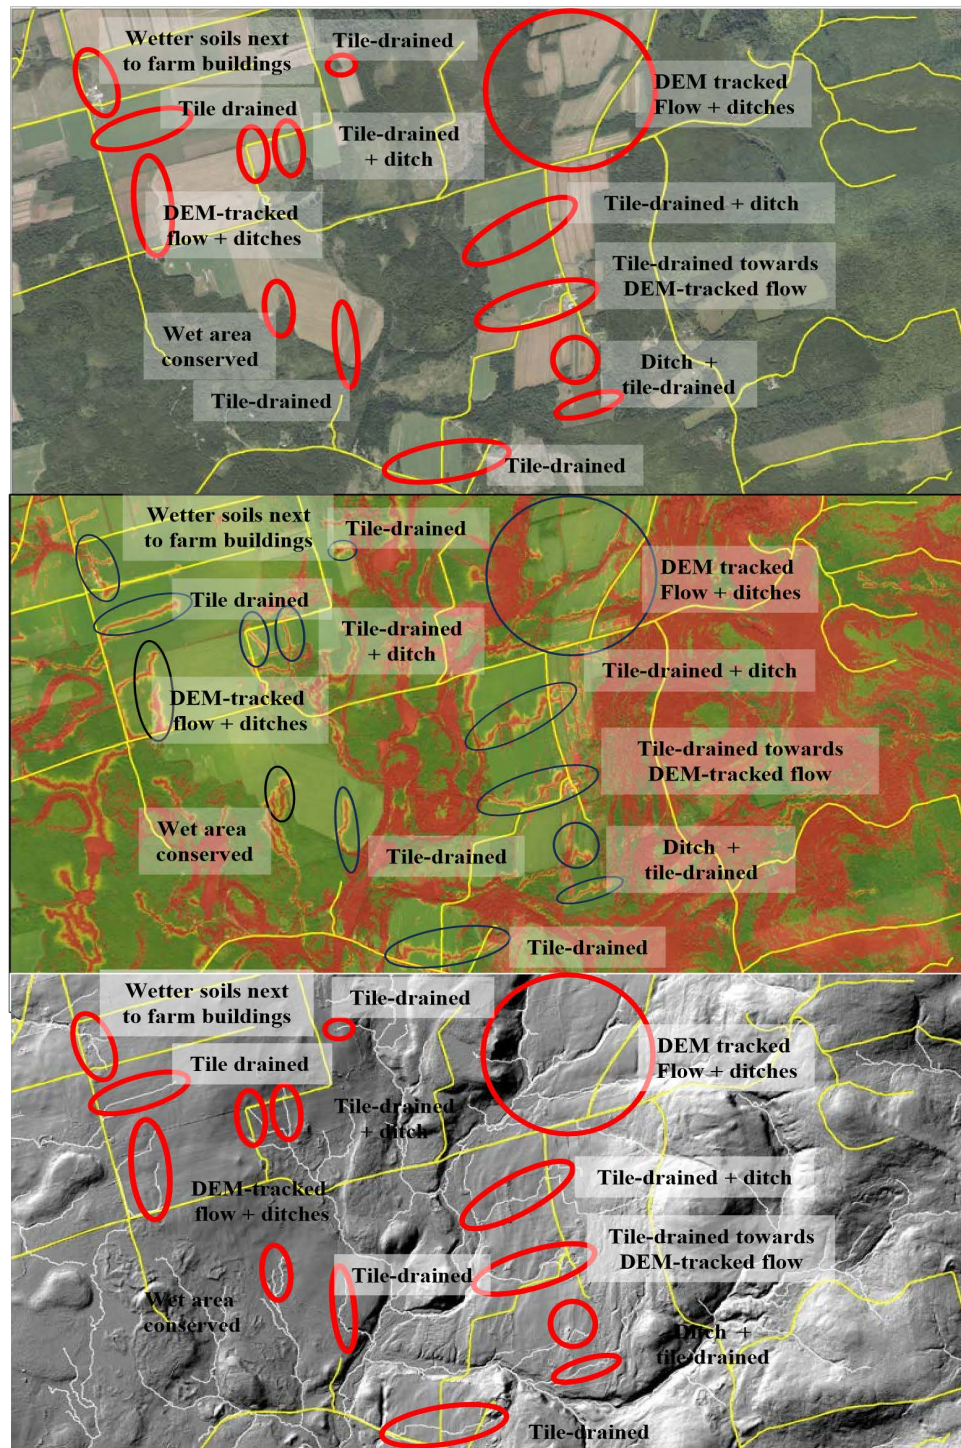 Wetter soils next
to farm buildings
Tile-drained
DEM tracked
Flow + ditches
Tile drained
Tile-drained
+ ditch
DEM-tracked
flow + ditches
Tile-drained + ditch
Tile-drained towards
DEM-tracked flow
Wet area
conserved
Ditch +
tile-drained
Tile-drained
Tile-drained
Wetter soils next
to farm buildings
Tile-drained
DEM tracked
Flow + ditches
Tile drained
Tile-drained
+ ditch
Tile-drained + ditch
DEM-tracked
flow + ditches
Tile-drained towards
DEM-tracked flow
Wet area
conserved
Tile-drained
Ditch +
tile-drained
Tile-drained
Wetter soils next
to farm buildings
Tile-drained
DEM tracked
Flow + ditches
Tile drained
Tile-drained
+ ditch
Tile-drained + ditch
DEM-tracked
flow + ditches
Tile-drained towards
DEM-tracked flow
Tile-drained
Wet area
conserved
Ditch +
tile-drained
Tile-drained